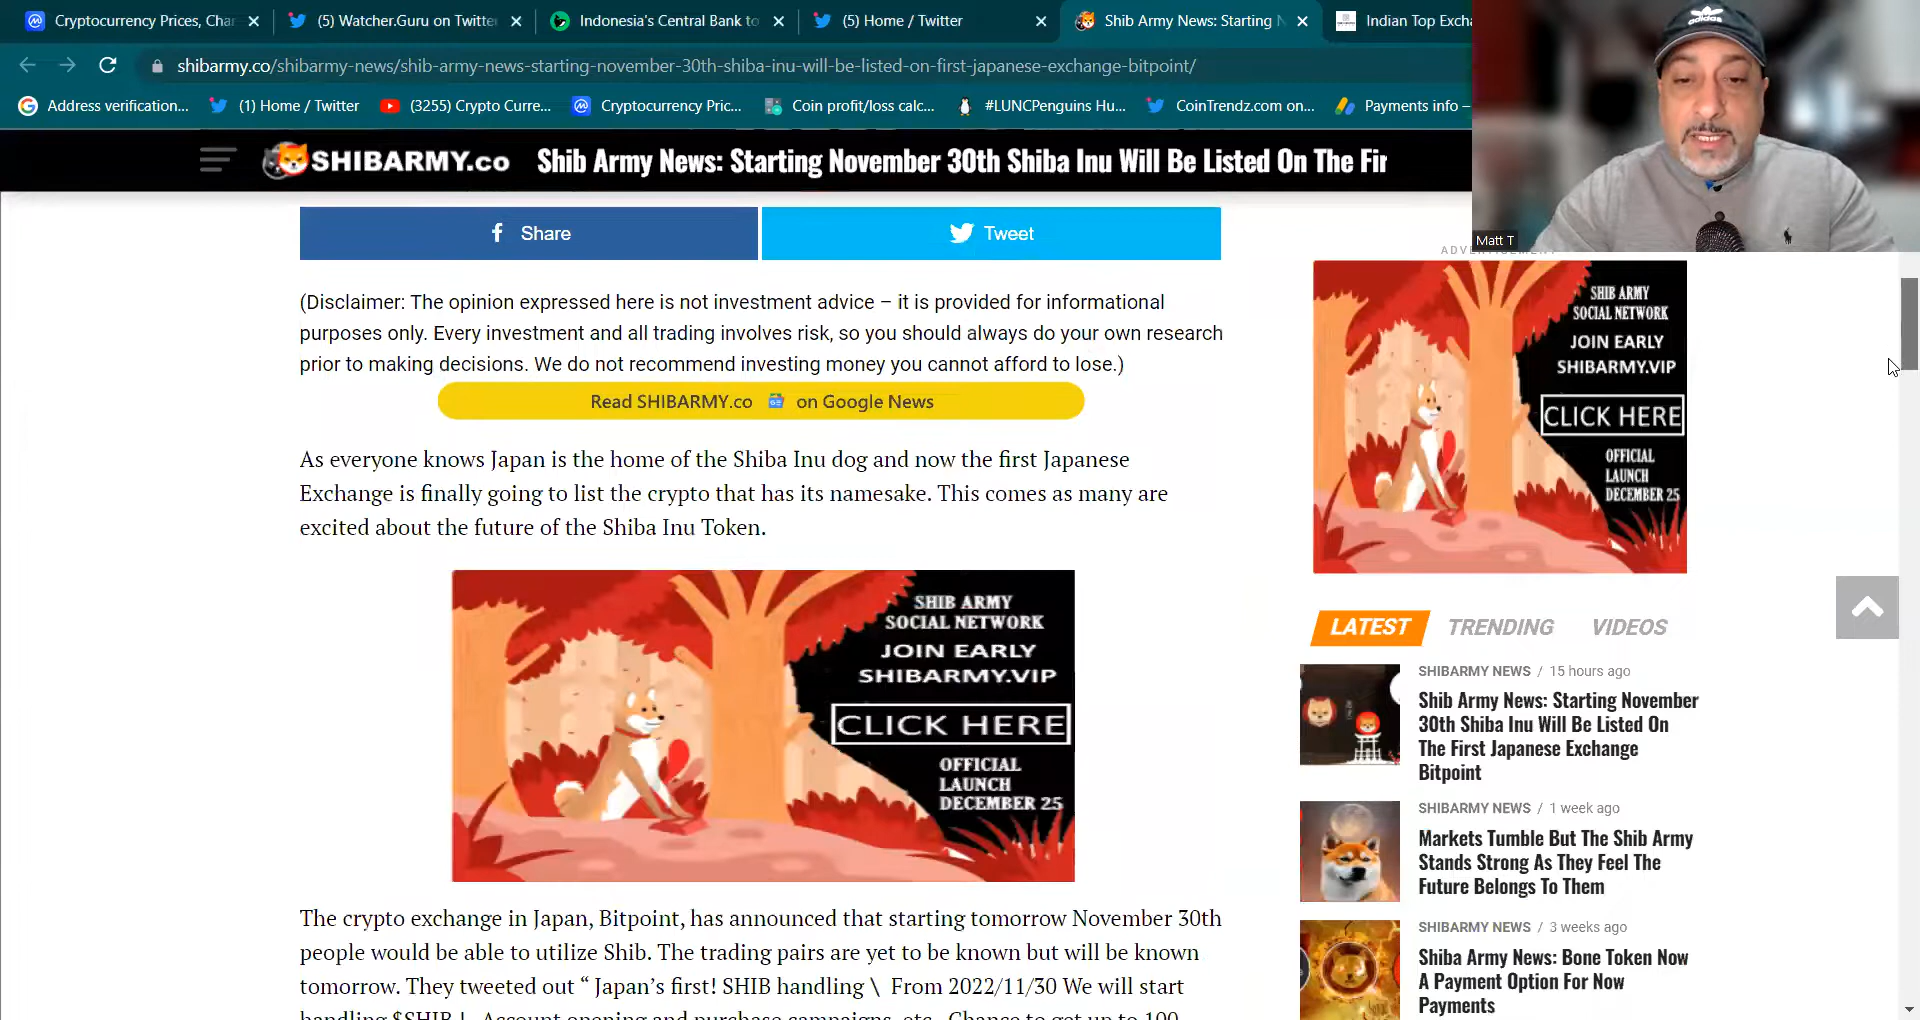 Cryptocurrency Prices, Char
(5) Watcher.Guru on Twitte
Indonesia's Central Bank to
(5) Home / Twitter
Shib Army News: Starting N
Indian Top Excha
shibarmy.co/shibarmy-news/shib-army-news-starting-november-30th-shiba-inu-will-be-listed-on-first-japanese-exchange-bitpoint/
Address verification...
(1) Home / Twitter
(3255) Crypto Curre...
Cryptocurrency Pric...
Coin profit/loss calc...
#LUNCPenguins Hu...
CoinTrendz.com on...
Payments info –
adidas
Matt T
SHIBARMY.co
Shib Army News: Starting November 30th Shiba Inu Will Be Listed On The Fir
Share
Tweet
(Disclaimer: The opinion expressed here is not investment advice – it is provided for informational
purposes only. Every investment and all trading involves risk, so you should always do your own research
prior to making decisions. We do not recommend investing money you cannot afford to lose.)
Read SHIBARMY.co on Google News
As everyone knows Japan is the home of the Shiba Inu dog and now the first Japanese
Exchange is finally going to list the crypto that has its namesake. This comes as many are
excited about the future of the Shiba Inu Token.
SHIB ARMY
SOCIAL NETWORK
JOIN EARLY
SHIBARMY.VIP
CLICK HERE
OFFICIAL
LAUNCH
DECEMBER 25
The crypto exchange in Japan, Bitpoint, has announced that starting tomorrow November 30th
people would be able to utilize Shib. The trading pairs are yet to be known but will be known
tomorrow. They tweeted out “ Japan’s first! SHIB handling \ From 2022/11/30 We will start
handling $SHIB ! Account opening and purchase campaigns, etc. Chance to get up to 100
ADVERTISEMENT
SHIB ARMY
SOCIAL NETWORK
JOIN EARLY
SHIBARMY.VIP
CLICK HERE
OFFICIAL
LAUNCH
DECEMBER 25
LATEST
TRENDING
VIDEOS
SHIBARMY NEWS / 15 hours ago
Shib Army News: Starting November
30th Shiba Inu Will Be Listed On
The First Japanese Exchange
Bitpoint
SHIBARMY NEWS / 1 week ago
Markets Tumble But The Shib Army
Stands Strong As They Feel The
Future Belongs To Them
SHIBARMY NEWS / 3 weeks ago
Shiba Army News: Bone Token Now
A Payment Option For Now
Payments